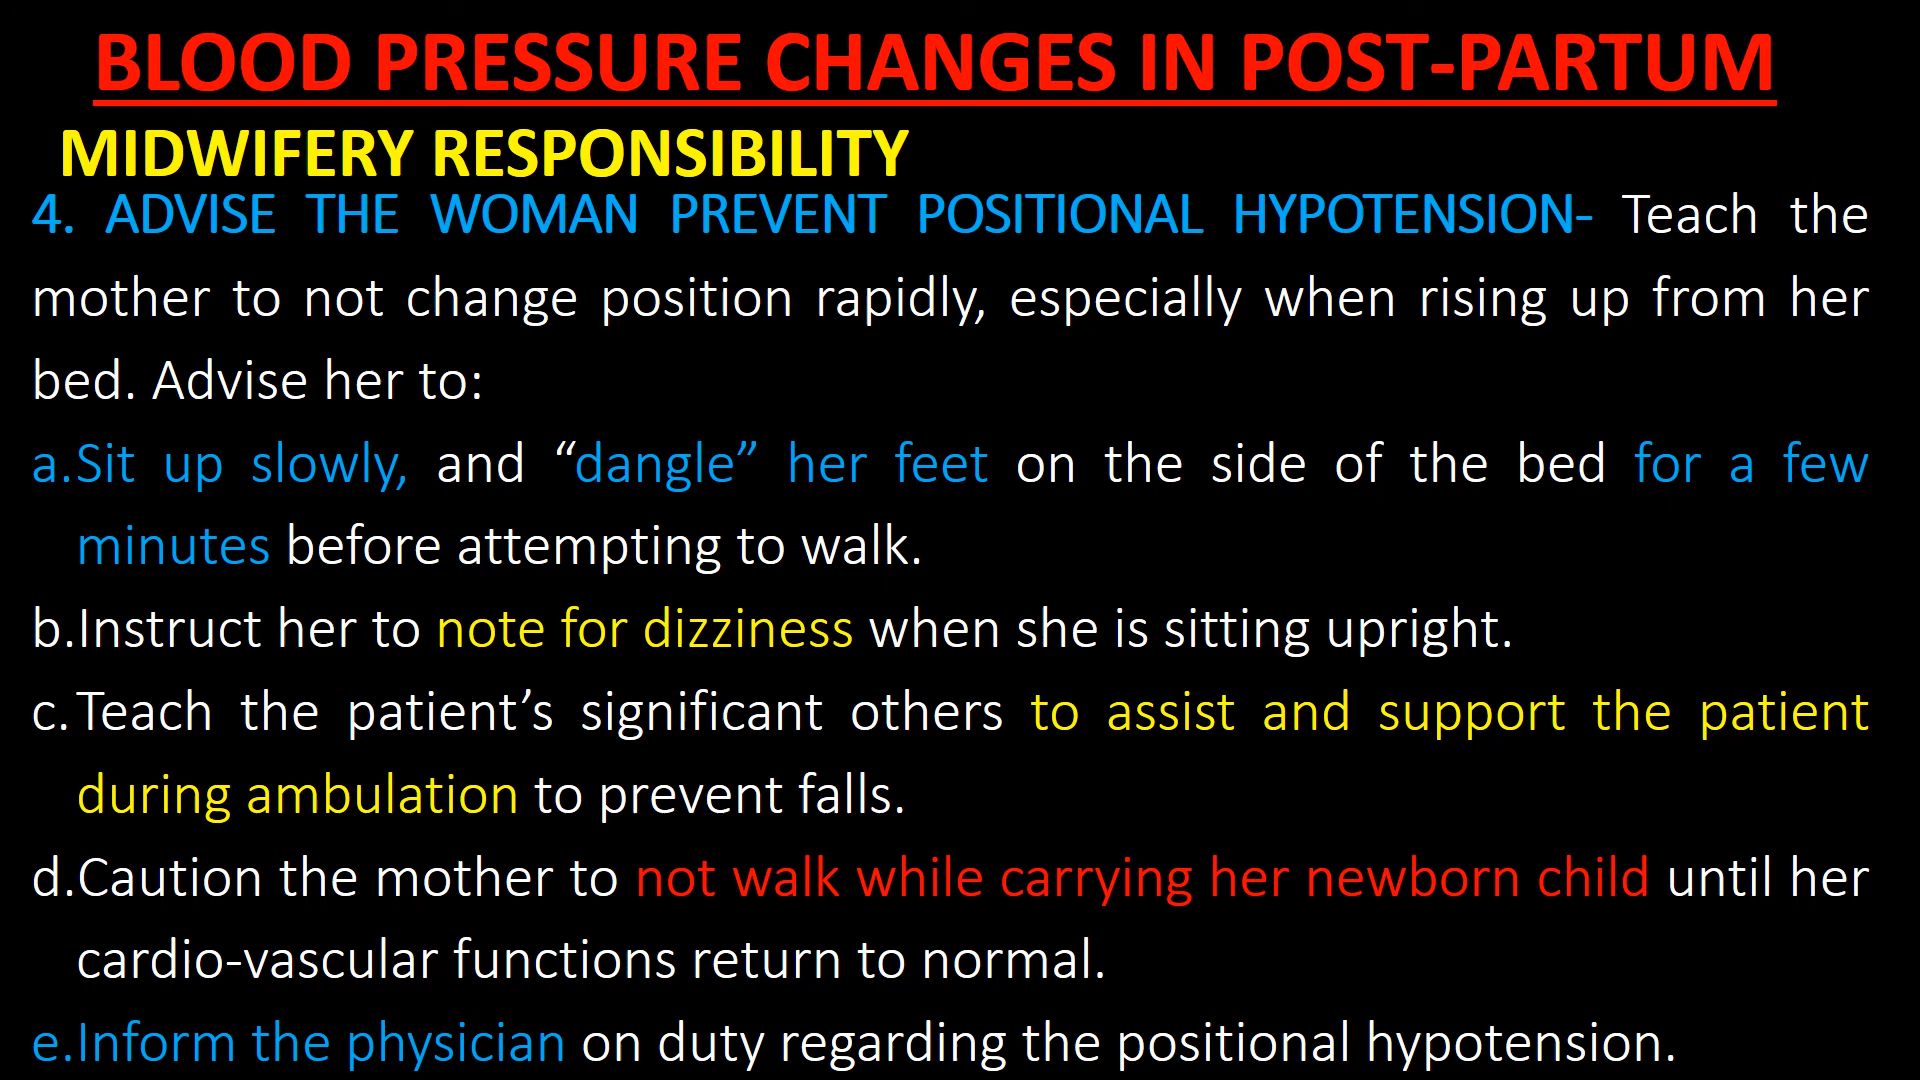 BLOOD PRESSURE CHANGES IN POST-PARTUM
MIDWIFERY RESPONSIBILITY
4. ADVISE THE WOMAN PREVENT POSITIONAL HYPOTENSION- Teach the
mother to not change position rapidly, especially when rising up from her
bed. Advise her to:
a.Sit up slowly, and “dangle” her feet on the side of the bed for a few
minutes before attempting to walk.
b.Instruct her to note for dizziness when she is sitting upright.
c.Teach the patient’s significant others to assist and support the patient
during ambulation to prevent falls.
d.Caution the mother to not walk while carrying her newborn child until her
cardio-vascular functions return to normal.
e.Inform the physician on duty regarding the positional hypotension.